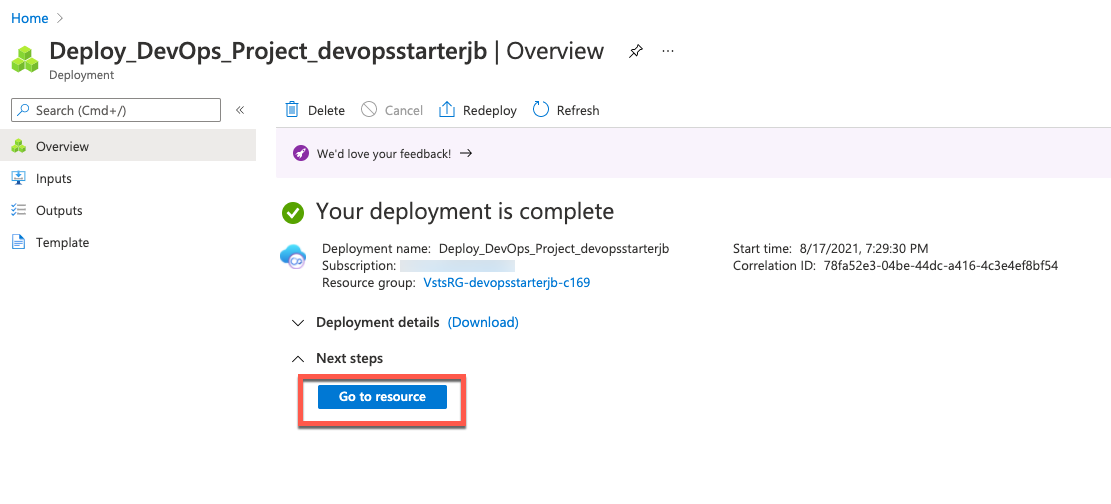 Home
Deploy_DevOps_Project_devopsstarterjb | Overview
Deployment
Search (Cmd+/)
Overview
Inputs
Outputs
Template
Delete
Cancel
Redeploy
Refresh
We'd love your feedback! →
Your deployment is complete
Deployment name: Deploy_DevOps_Project_devopsstarterjb
Subscription:
Resource group: VstsRG-devopsstarterjb-c169
Start time: 8/17/2021, 7:29:30 PM
Correlation ID: 78fa52e3-04be-44dc-a416-4c3e4ef8bf54
Deployment details (Download)
Next steps
Go to resource